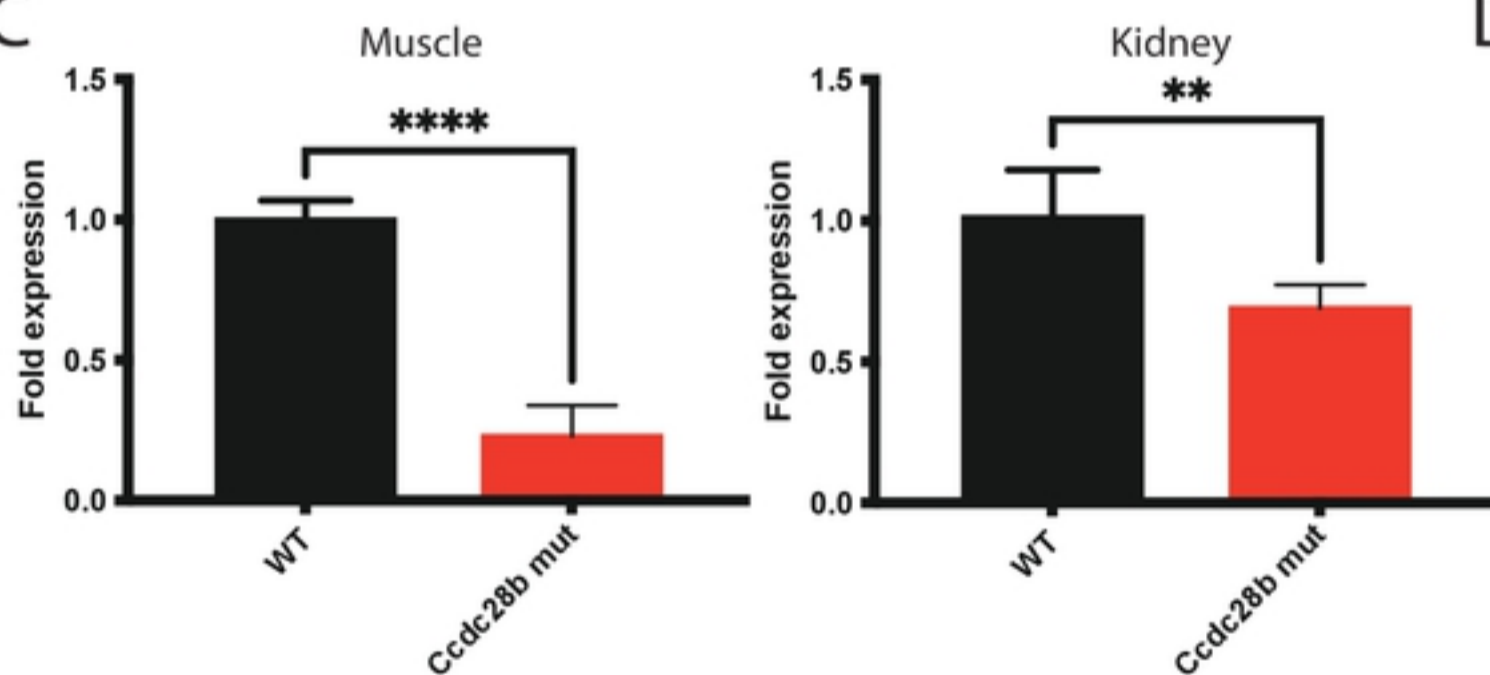 C
Muscle
Kidney
1.5
1.0
0.5
0.0
Fold expression
****
WT
Ccdc28b mut
1.5
1.0
0.5
0.0
Fold expression
**
WT
Ccdc28b mut